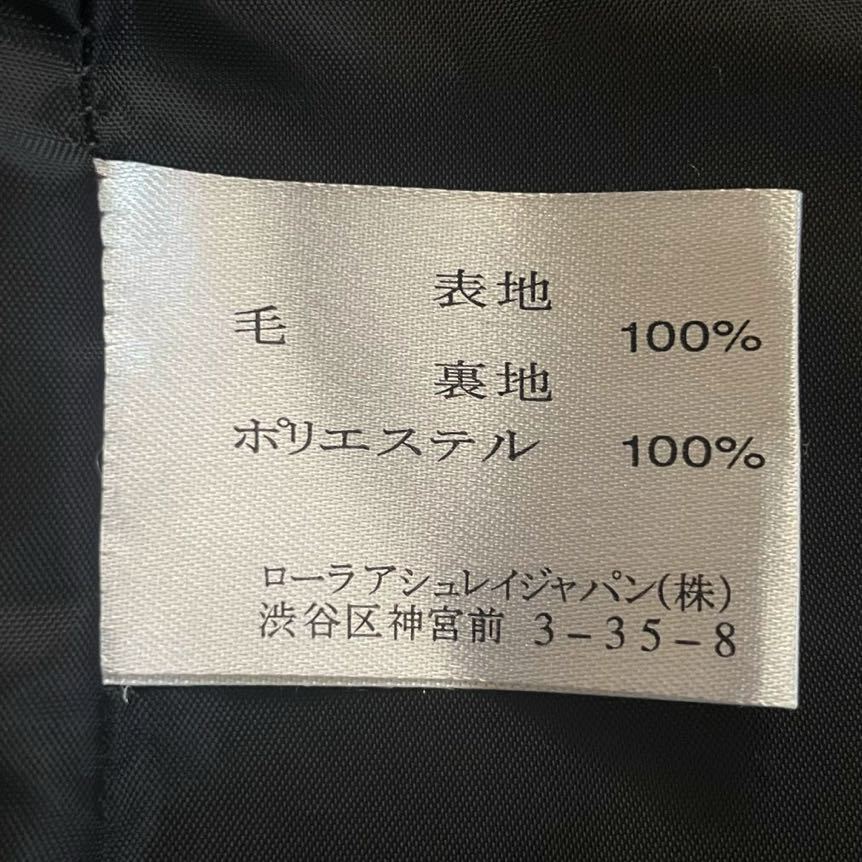 表地
毛 100%
裏地
ポリエステル 100%
ローラアシュレイジャパン(株)
渋谷区神宮前 3-35-8